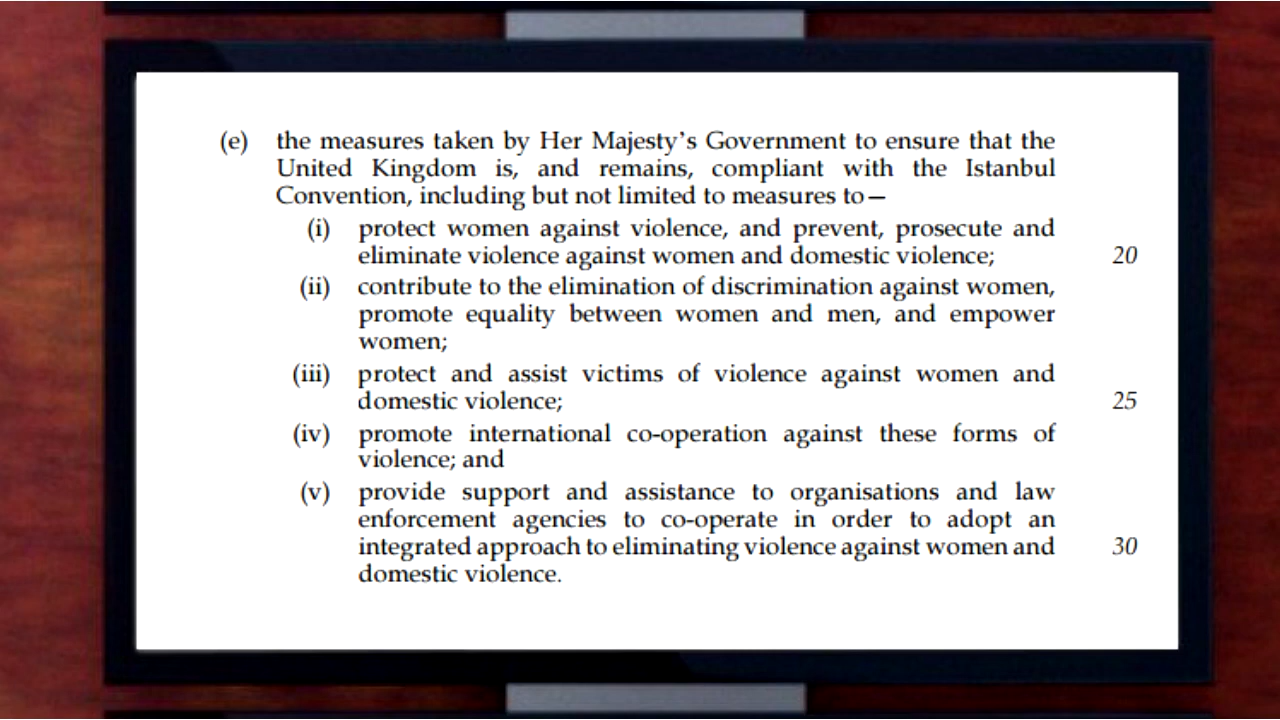 (e) the measures taken by Her Majesty's Government to ensure that the
United Kingdom is, and remains, compliant with the Istanbul
Convention, including but not limited to measures to—
(i) protect women against violence, and prevent, prosecute and
eliminate violence against women and domestic violence; 20
(ii) contribute to the elimination of discrimination against women,
promote equality between women and men, and empower
women;
(iii) protect and assist victims of violence against women and
domestic violence; 25
(iv) promote international co-operation against these forms of
violence; and
(v) provide support and assistance to organisations and law
enforcement agencies to co-operate in order to adopt an
integrated approach to eliminating violence against women and 30
domestic violence.